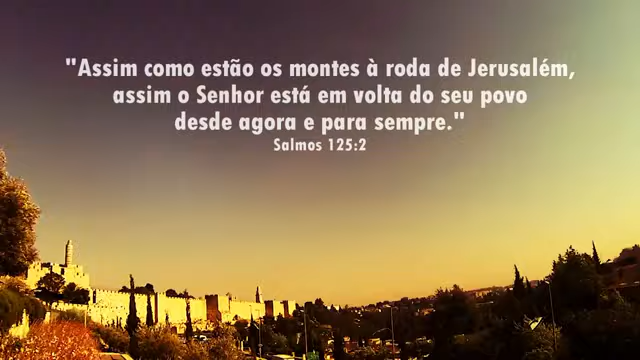 "Assim como estão os montes à roda de Jerusalém,
assim o Senhor está em volta do seu povo
desde agora e para sempre."
Salmos 125:2